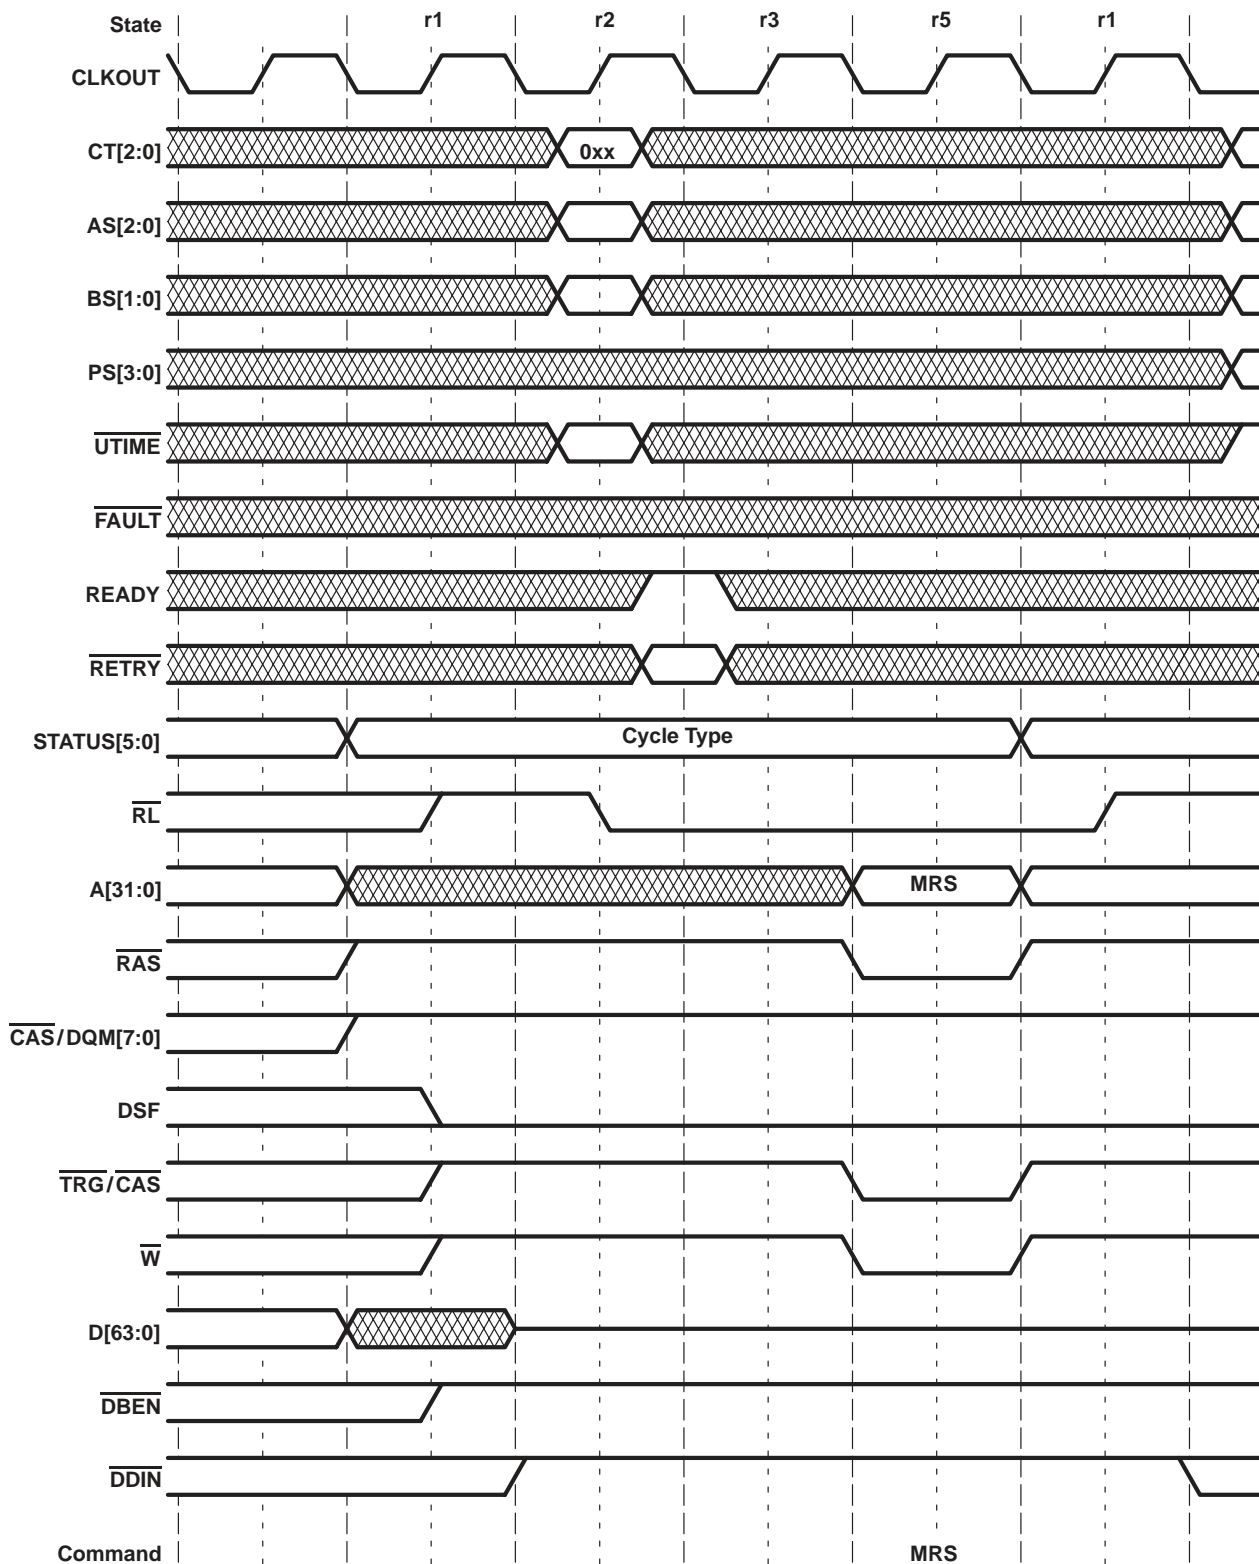 State r1 r2 r3 r5 r1
CLKOUT
CT[2:0] 0xx
AS[2:0]
BS[1:0]
PS[3:0]
UTIME
FAULT
READY
RETRY
STATUS[5:0] Cycle Type
RL
A[31:0] MRS
RAS
CAS/DQM[7:0]
DSF
TRG/CAS
W
D[63:0]
DBEN
DDIN
Command MRS